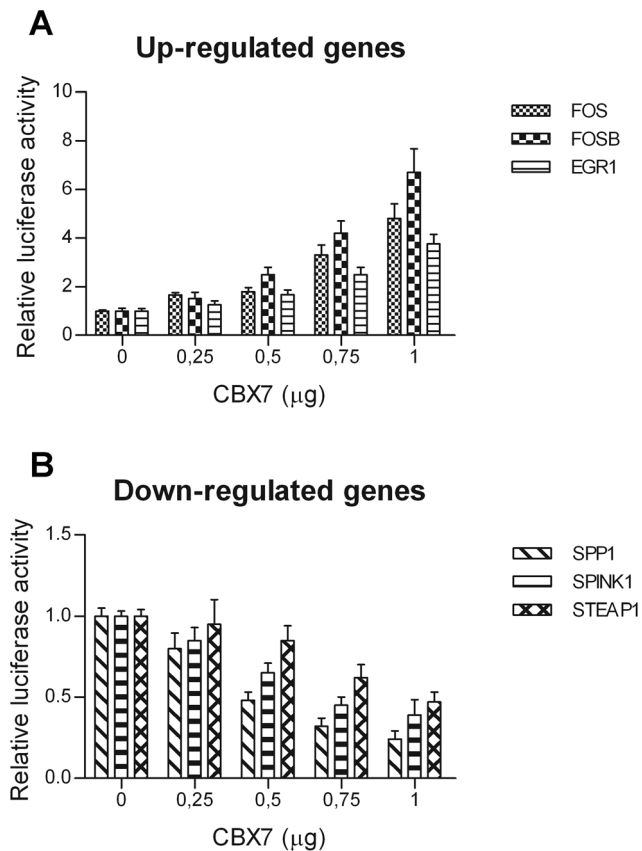 A
Up-regulated genes
Relative luciferase activity
10
8
6
4
2
0
0 0,25 0,5 0,75 1
CBX7 (μg)
FOS
FOSB
EGR1
B
Down-regulated genes
Relative luciferase activity
1.5
1.0
0.5
0.0
0 0,25 0,5 0,75 1
CBX7 (μg)
SPP1
SPINK1
STEAP1